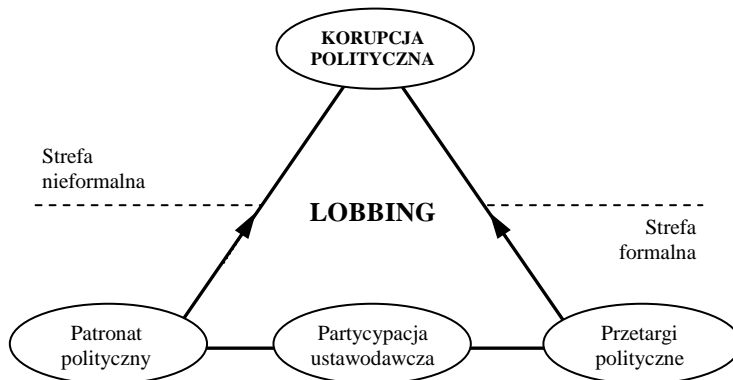 KORUPCJA
POLITYCZNA
Strefa
nieformalna
LOBBING
Strefa
formalna
Patronat
polityczny
Partycypacja
ustawodawcza
Przetargi
polityczne